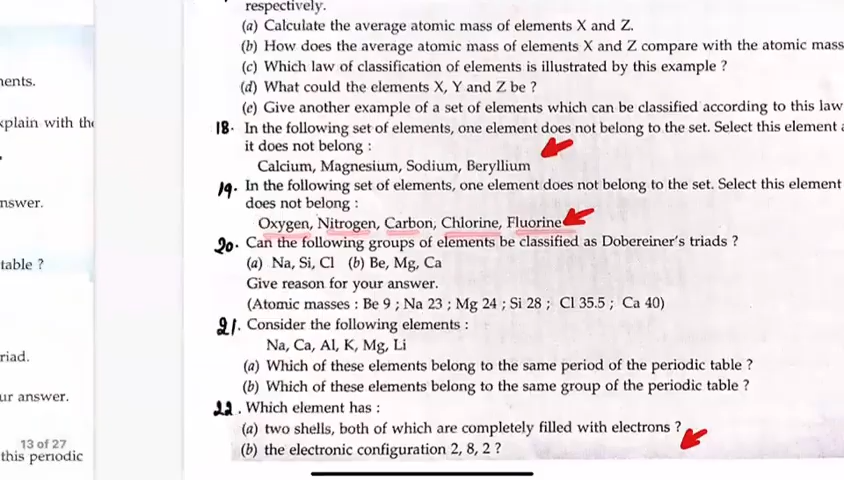 respectively.
(a) Calculate the average atomic mass of elements X and Z.
(b) How does the average atomic mass of elements X and Z compare with the atomic mass
(c) Which law of classification of elements is illustrated by this example ?
(d) What could the elements X, Y and Z be ?
(e) Give another example of a set of elements which can be classified according to this law
18. In the following set of elements, one element does not belong to the set. Select this element
it does not belong :
Calcium, Magnesium, Sodium, Beryllium
19. In the following set of elements, one element does not belong to the set. Select this element
does not belong :
Oxygen, Nitrogen, Carbon, Chlorine, Fluorine
20. Can the following groups of elements be classified as Dobereiner's triads ?
(a) Na, Si, Cl (b) Be, Mg, Ca
Give reason for your answer.
(Atomic masses : Be 9 ; Na 23 ; Mg 24 ; Si 28 ; Cl 35.5 ; Ca 40)
21. Consider the following elements :
Na, Ca, Al, K, Mg, Li
(a) Which of these elements belong to the same period of the periodic table ?
(b) Which of these elements belong to the same group of the periodic table ?
22. Which element has :
(a) two shells, both of which are completely filled with electrons ?
(b) the electronic configuration 2, 8, 2 ?
ents.
plain with the
nswer.
table ?
riad.
ur answer.
13 of 27
this periodic